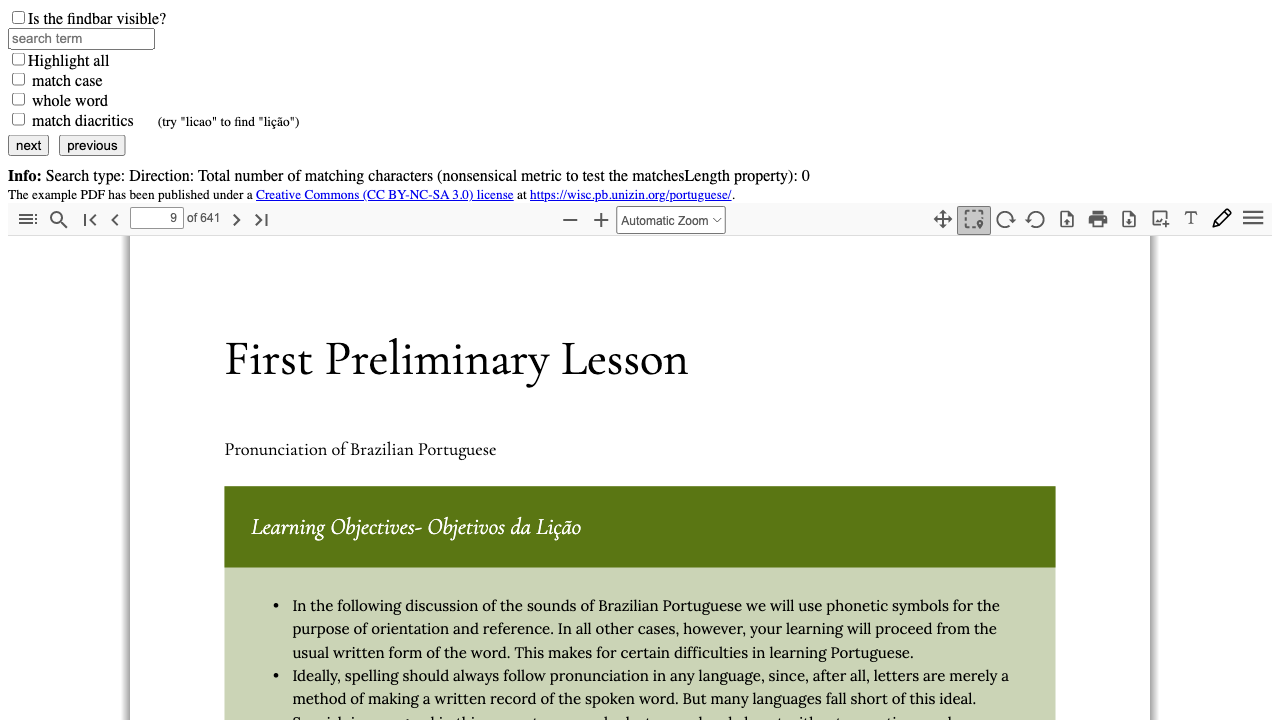 Is the findbar visible?
search term
Highlight all
match case
whole word
match diacritics (try "licao" to find "lição")
next previous
Info: Search type: Direction: Total number of matching characters (nonsensical metric to test the matchesLength property): 0
The example PDF has been published under a Creative Commons (CC BY-NC-SA 3.0) license at https://wisc.pb.unizin.org/portuguese/.
9 of 641 Automatic Zoom T
First Preliminary Lesson
Pronunciation of Brazilian Portuguese
Learning Objectives- Objetivos da Lição
• In the following discussion of the sounds of Brazilian Portuguese we will use phonetic symbols for the
purpose of orientation and reference. In all other cases, however, your learning will proceed from the
usual written form of the word. This makes for certain difficulties in learning Portuguese.
• Ideally, spelling should always follow pronunciation in any language, since, after all, letters are merely a
method of making a written record of the spoken word. But many languages fall short of this ideal.